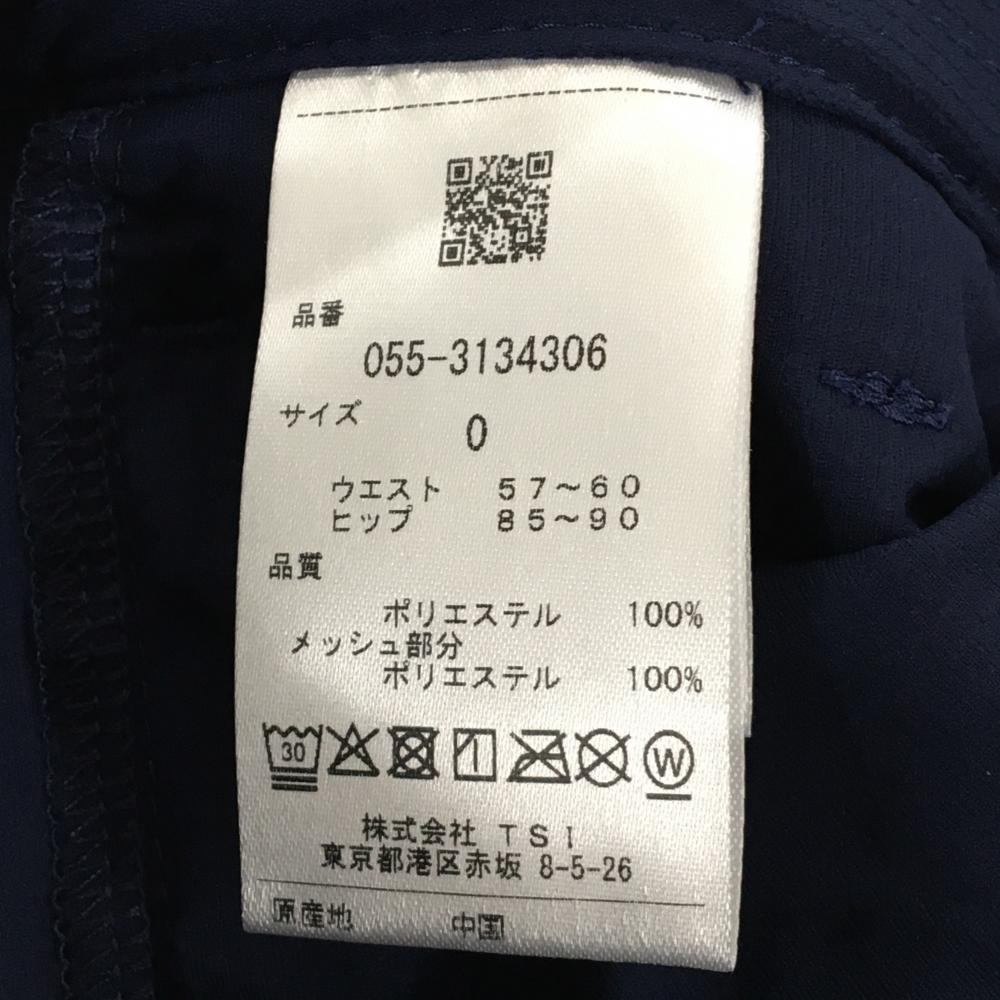 品番
055-3134306
サイズ
0
ウエスト 57～60
ヒップ 85～90
品質
ポリエステル 100%
メッシュ部分
ポリエステル 100%
30 W
株式会社 TSI
東京都港区赤坂 8-5-26
原産地 中国